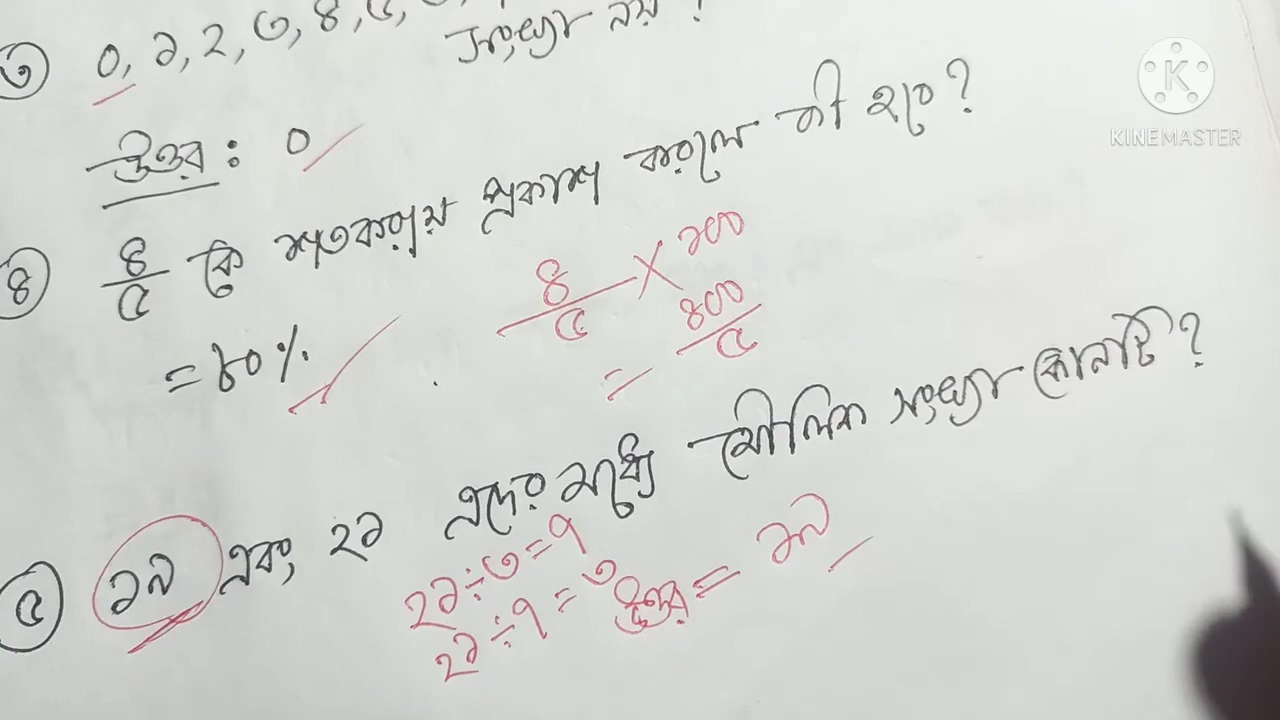 ৩ ০, ১, ২, ৩, ৪, ৫,
সংখ্যা নয়?
উত্তর: ০
৪ ৪/৫ কে শতকরায় প্রকাশ করলে কী হবে?
৪/৫ × ১০০
= ৮০%
= ৪০০/৫
৫ ১৯ এবং ২১ এদের মধ্যে মৌলিক সংখ্যা কোনটি?
২১÷৩=৭
২১÷৭=৩
উত্তর= ১৯
KINEMASTER